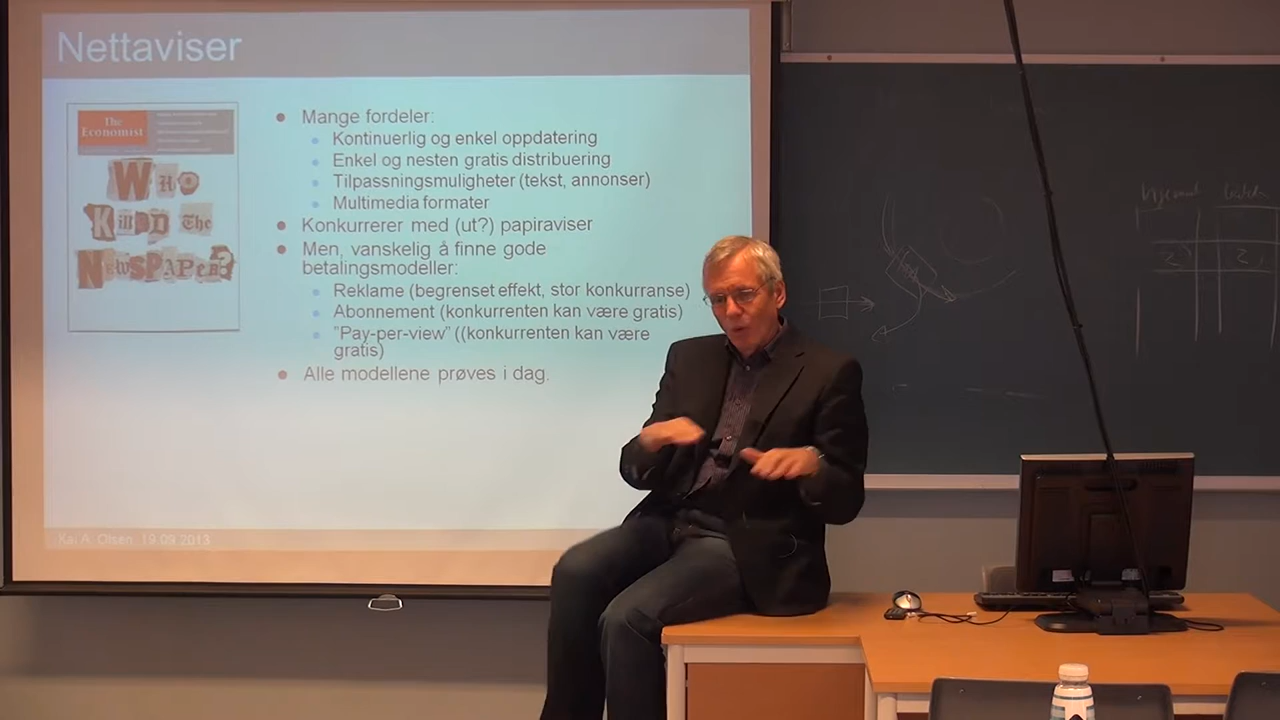 Nettaviser
The
Economist
Who
KillED The
NewSPaPer?
● Mange fordeler:
● Kontinuerlig og enkel oppdatering
● Enkel og nesten gratis distribuering
● Tilpassningsmuligheter (tekst, annonser)
● Multimedia formater
● Konkurrerer med (ut?) papiraviser
● Men, vanskelig å finne gode
betalingsmodeller:
● Reklame (begrenset effekt, stor konkurranse)
● Abonnement (konkurrenten kan være gratis)
● "Pay-per-view" ((konkurrenten kan være
gratis)
● Alle modellene prøves i dag.
Kai A. Olsen, 19.09.2013